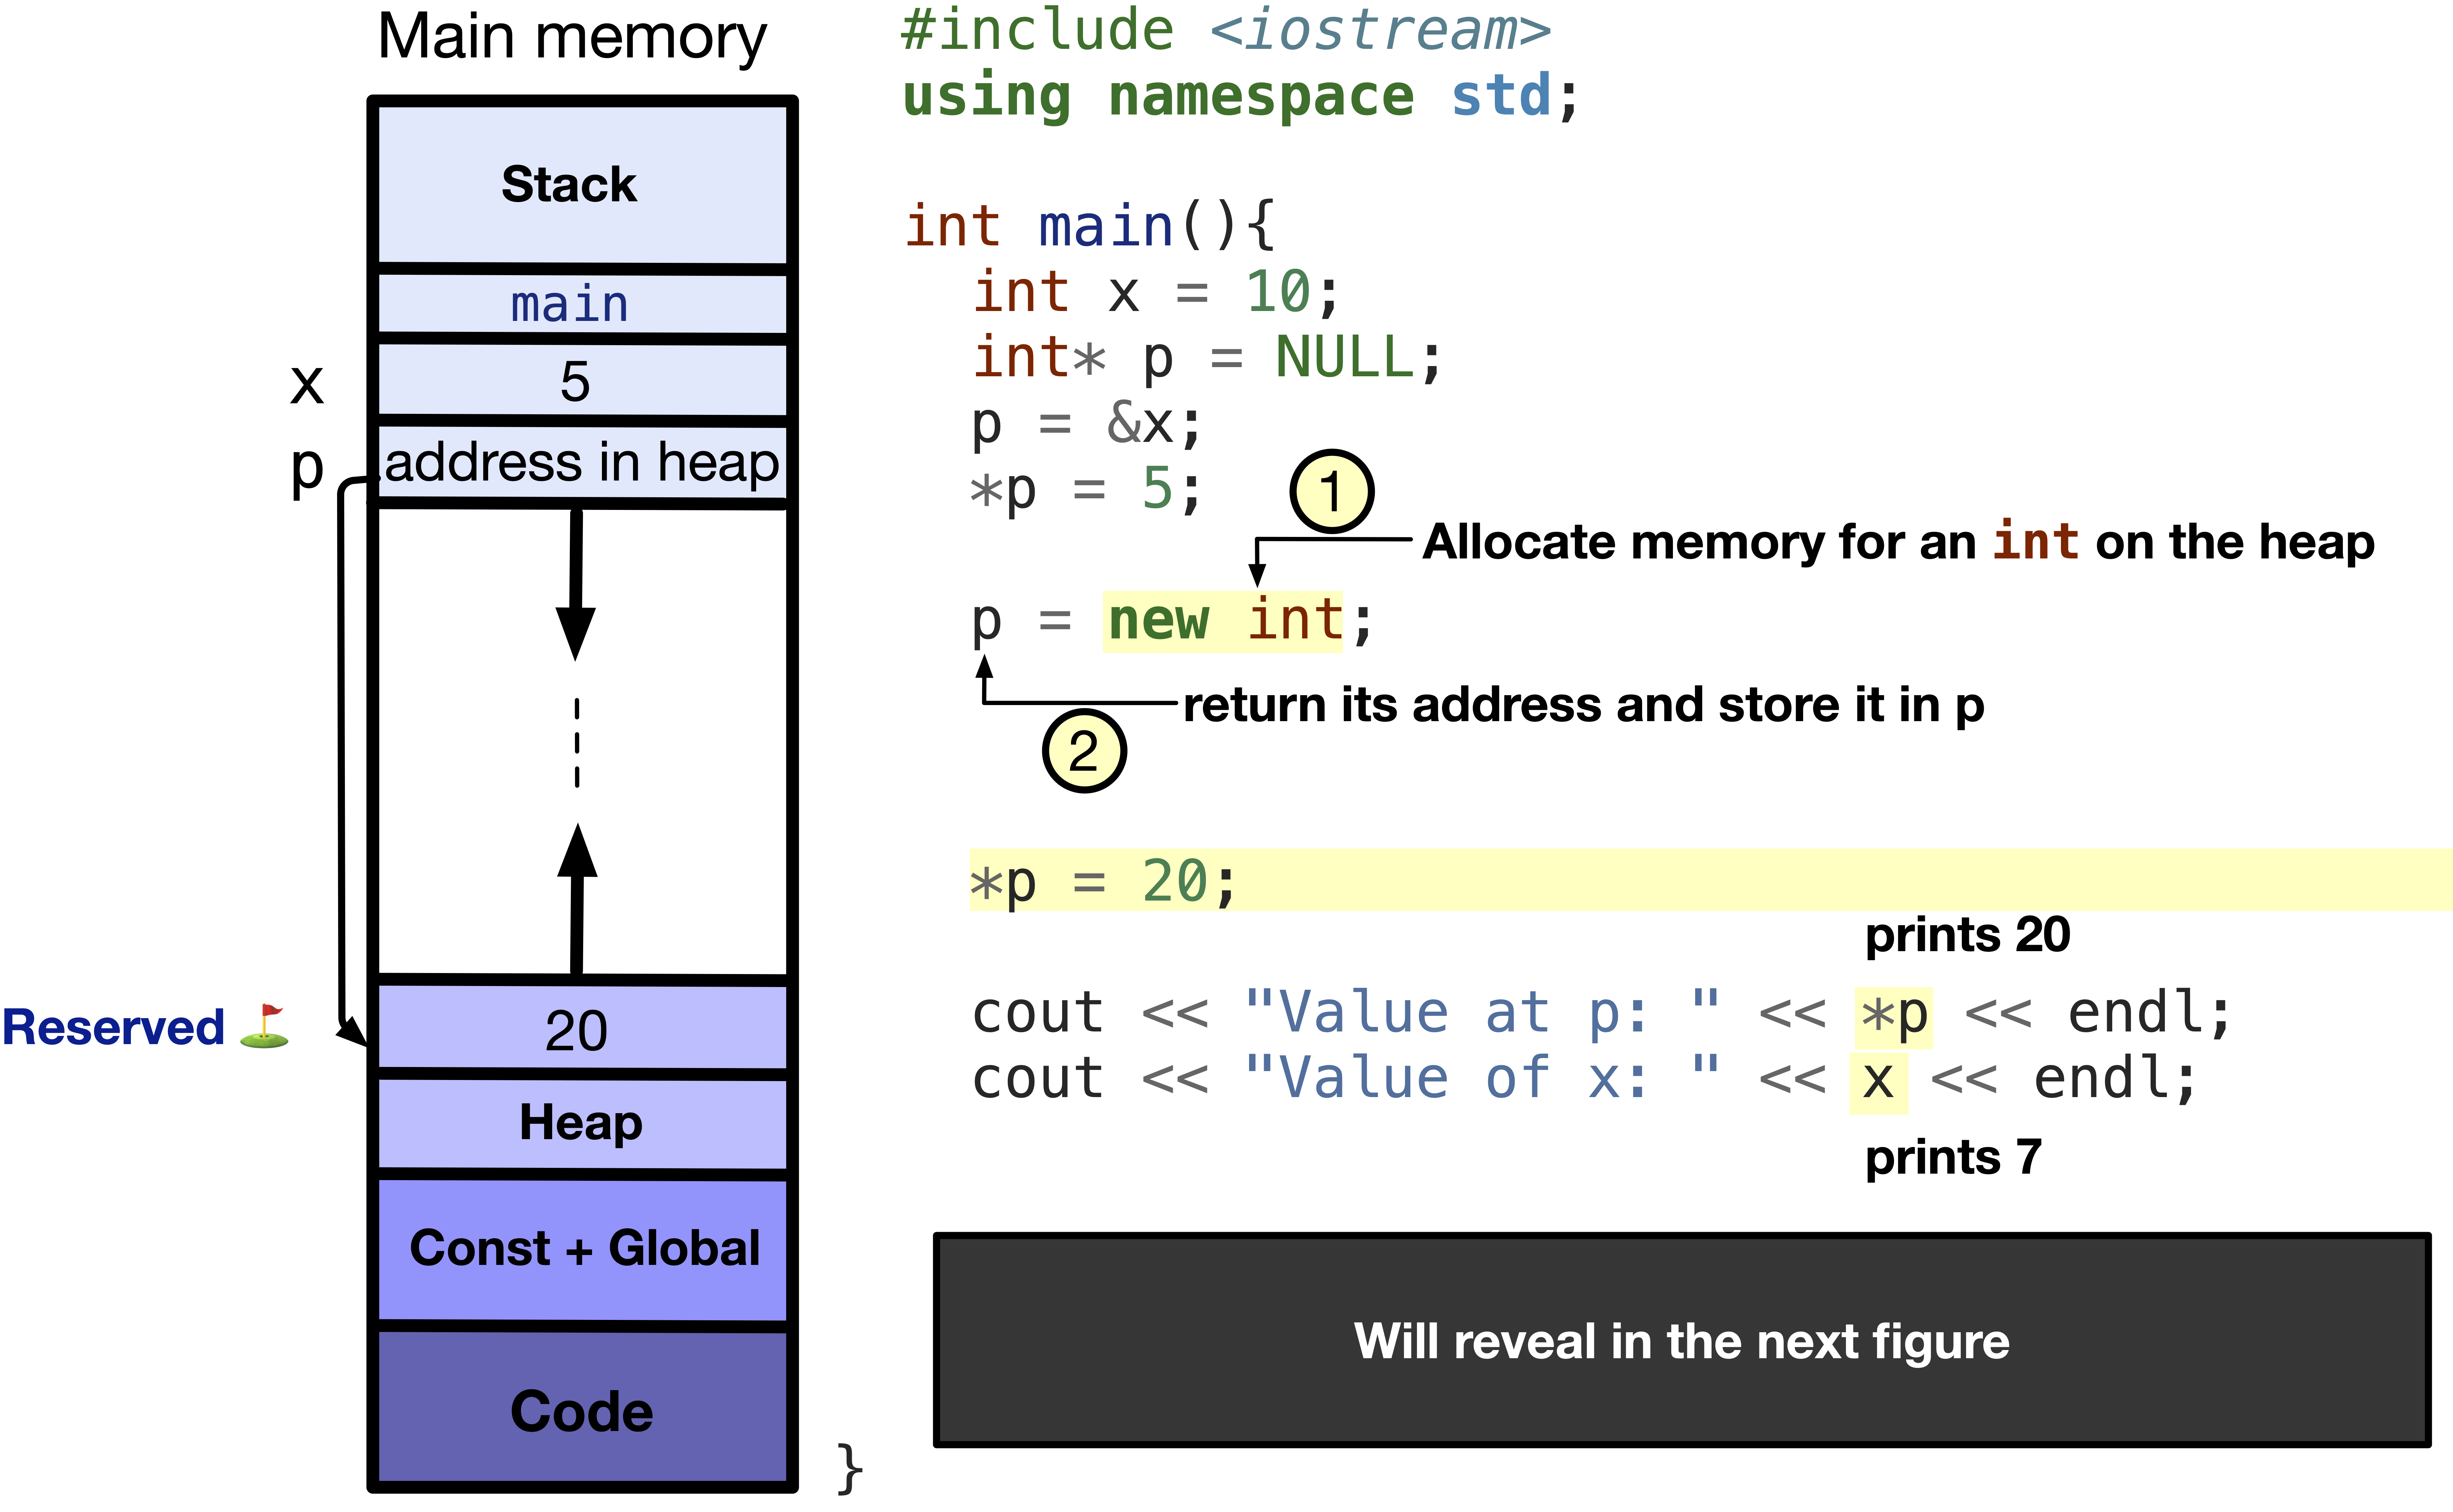 Main memory
Stack
main
x
5
p
address in heap
Reserved
20
Heap
Const + Global
Code
#include <iostream>
using namespace std;
int main(){
int x = 10;
int* p = NULL;
p = &x;
*p = 5;
1
Allocate memory for an int on the heap
p = new int;
return its address and store it in p
2
*p = 20;
prints 20
cout << "Value at p: " << *p << endl;
cout << "Value of x: " << x << endl;
prints 7
Will reveal in the next figure
}